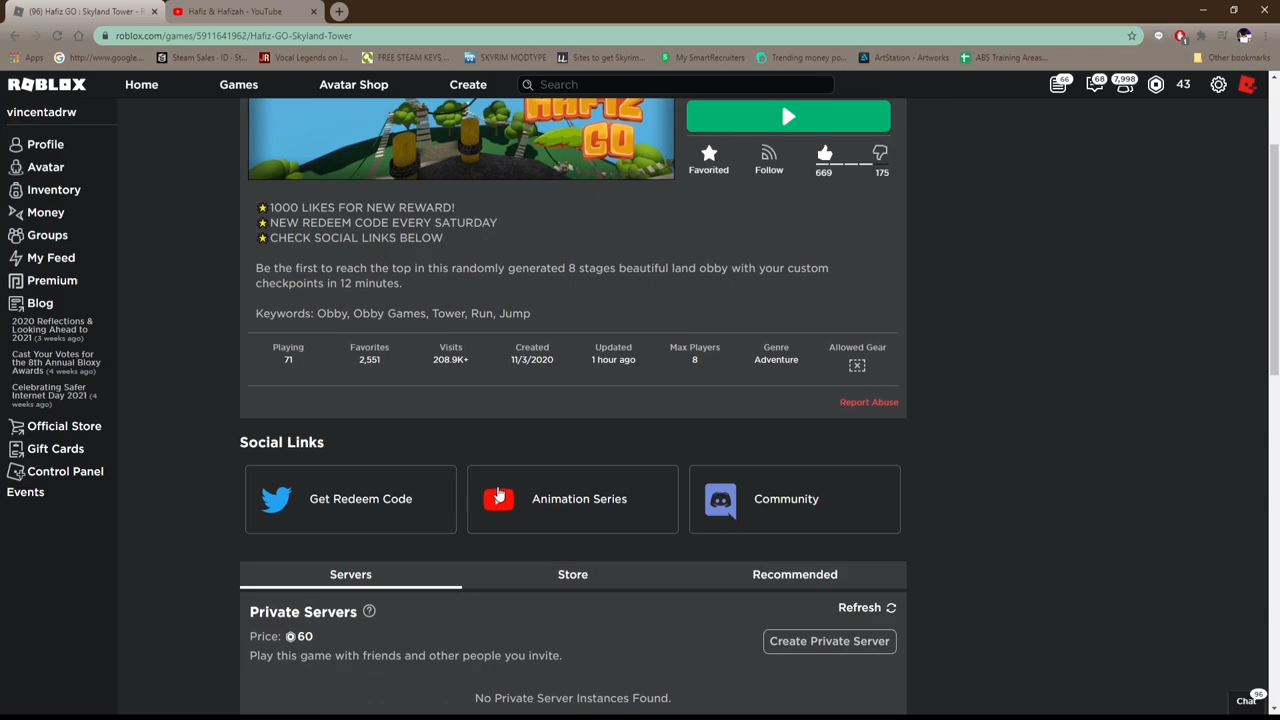 (96) Hafiz GO : Skyland Tower - R
Hafiz & Hafizah - YouTube
roblox.com/games/5911641962/Hafiz-GO-Skyland-Tower
Apps
http://www.google...
Steam Sales · ID · St...
Vocal Legends on J...
FREE STEAM KEYS,...
SKYRIM MODTYPE
Sites to get Skyrim...
My SmartRecruiters
Trending money po...
ArtStation - Artworks
ABS Training Areas...
Other bookmarks
ROBLOX
Home
Games
Avatar Shop
Create
Search
66
68
7,998
43
vincentadrw
Profile
Avatar
Inventory
Money
Groups
My Feed
Premium
Blog
2020 Reflections &
Looking Ahead to
2021 (3 weeks ago)
Cast Your Votes for
the 8th Annual Bloxy
Awards (4 weeks ago)
Celebrating Safer
Internet Day 2021 (4
weeks ago)
Official Store
Gift Cards
Control Panel
Events
HAFIZ
GO
Favorited
Follow
669
175
1000 LIKES FOR NEW REWARD!
NEW REDEEM CODE EVERY SATURDAY
CHECK SOCIAL LINKS BELOW
Be the first to reach the top in this randomly generated 8 stages beautiful land obby with your custom
checkpoints in 12 minutes.
Keywords: Obby, Obby Games, Tower, Run, Jump
Playing
71
Favorites
2,551
Visits
208.9K+
Created
11/3/2020
Updated
1 hour ago
Max Players
8
Genre
Adventure
Allowed Gear
Report Abuse
Social Links
Get Redeem Code
Animation Series
Community
Servers
Store
Recommended
Private Servers
Refresh
Price: 60
Create Private Server
Play this game with friends and other people you invite.
No Private Server Instances Found.
Chat
96